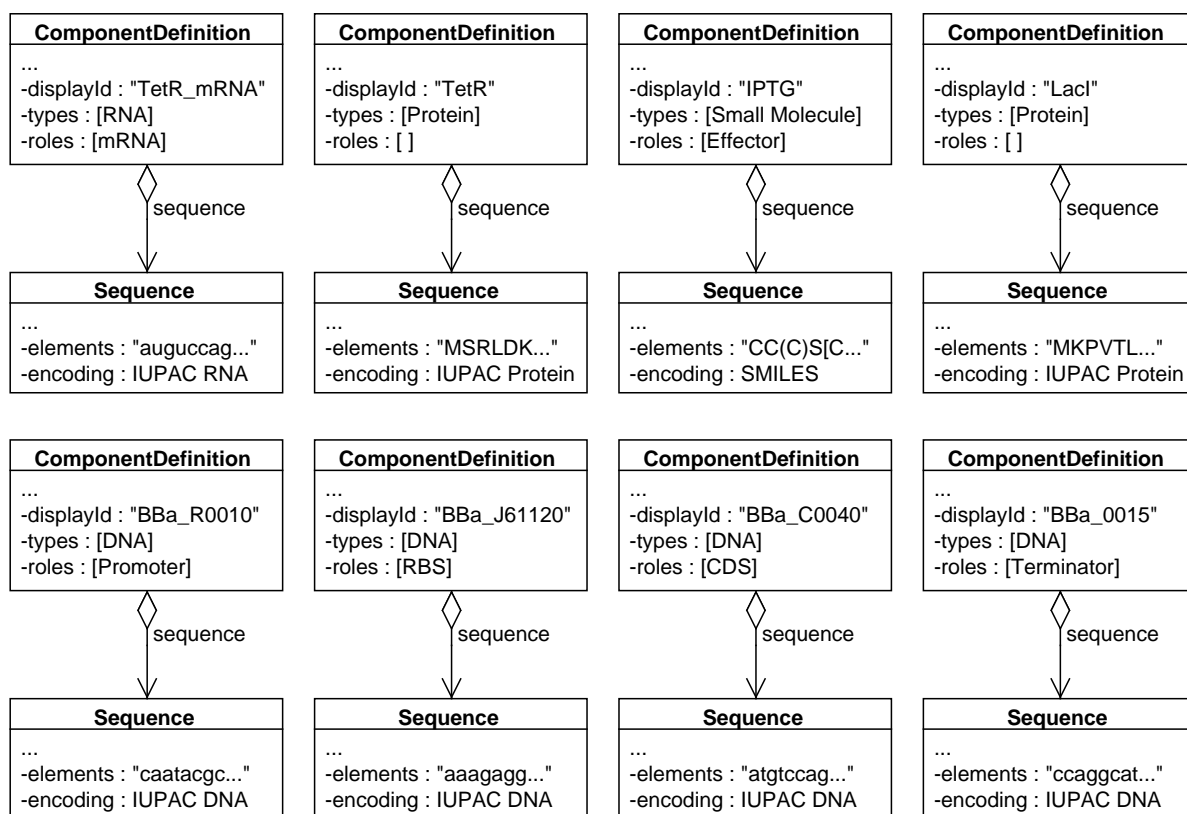 ComponentDefinition
...
-displayId : "TetR_mRNA"
-types : [RNA]
-roles : [mRNA]
sequence
Sequence
...
-elements : "auguccag..."
-encoding : IUPAC RNA
ComponentDefinition
...
-displayId : "TetR"
-types : [Protein]
-roles : [ ]
sequence
Sequence
...
-elements : "MSRLDK..."
-encoding : IUPAC Protein
ComponentDefinition
...
-displayId : "IPTG"
-types : [Small Molecule]
-roles : [Effector]
sequence
Sequence
...
-elements : "CC(C)S[C..."
-encoding : SMILES
ComponentDefinition
...
-displayId : "LacI"
-types : [Protein]
-roles : [ ]
sequence
Sequence
...
-elements : "MKPVTL..."
-encoding : IUPAC Protein
ComponentDefinition
...
-displayId : "BBa_R0010"
-types : [DNA]
-roles : [Promoter]
sequence
Sequence
...
-elements : "caatacgc..."
-encoding : IUPAC DNA
ComponentDefinition
...
-displayId : "BBa_J61120"
-types : [DNA]
-roles : [RBS]
sequence
Sequence
...
-elements : "aaagagg..."
-encoding : IUPAC DNA
ComponentDefinition
...
-displayId : "BBa_C0040"
-types : [DNA]
-roles : [CDS]
sequence
Sequence
...
-elements : "atgtccag..."
-encoding : IUPAC DNA
ComponentDefinition
...
-displayId : "BBa_0015"
-types : [DNA]
-roles : [Terminator]
sequence
Sequence
...
-elements : "ccaggcat..."
-encoding : IUPAC DNA